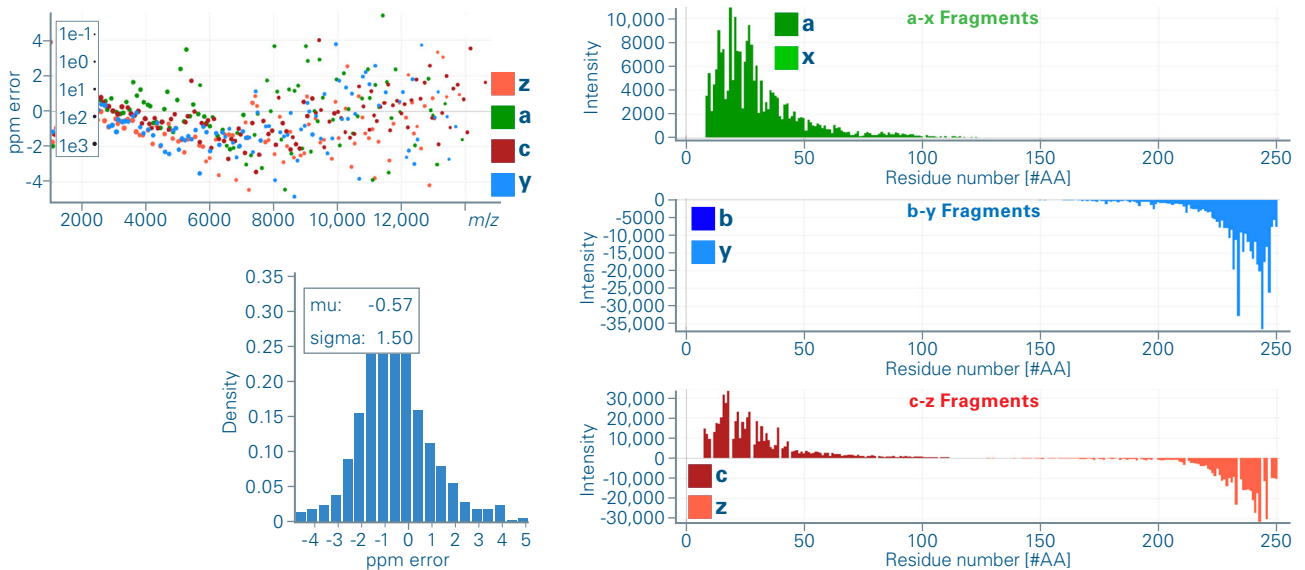 ppm error
4
2
0
-2
-4
1e-1
1e0
1e1
1e2
1e3
z
a
c
y
2000 4000 6000 8000 10,000 12,000 m/z
Density
0.35
0.30
0.25
0.20
0.15
0.10
0.05
0
mu: -0.57
sigma: 1.50
-4 -3 -2 -1 0 1 2 3 4 5
ppm error
a-x Fragments
Intensity
10,000
8000
6000
4000
2000
0
a
x
0 50 100 150 200 250
Residue number [#AA]
b-y Fragments
Intensity
0
-5000
-10,000
-15,000
-20,000
-25,000
-30,000
-35,000
b
y
0 50 100 150 200 250
Residue number [#AA]
c-z Fragments
Intensity
30,000
20,000
10,000
0
-10,000
-20,000
-30,000
c
z
0 50 100 150 200 250
Residue number [#AA]